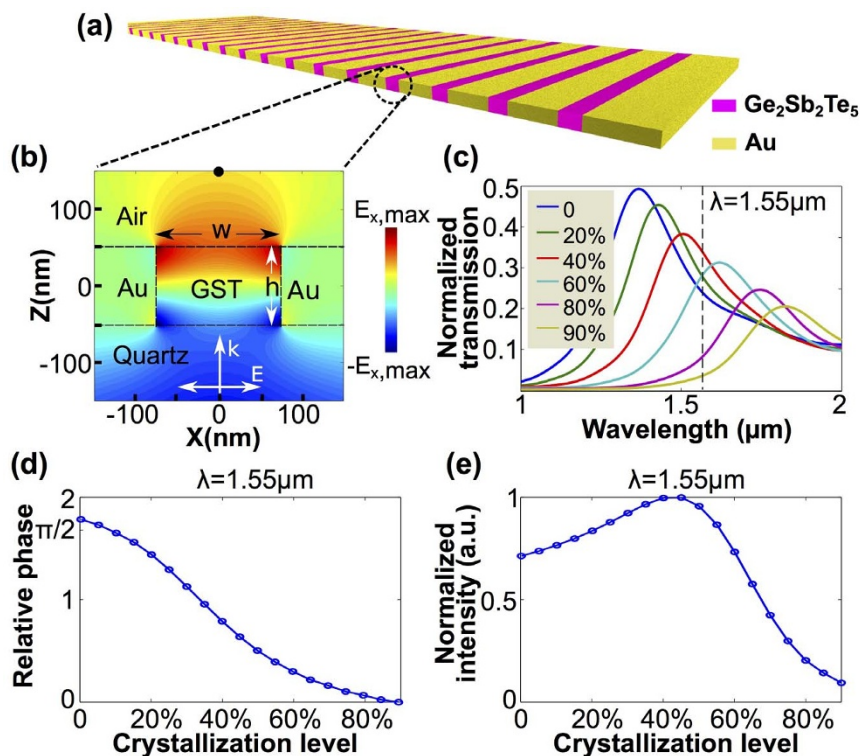 (a)
Ge₂Sb₂Te₅
Au
(b)
Z(nm)
100
0
-100
Air
w
Au
GST
h
Au
Quartz
k
E
-100
0
100
X(nm)
Eₓ,max
-Eₓ,max
(c)
Normalized
transmission
0.5
0.4
0.3
0.2
0.1
0
20%
40%
60%
80%
90%
λ=1.55μm
1
1.5
2
Wavelength (μm)
(d)
λ=1.55μm
Relative phase
2
π/2
1
0
0
20%
40%
60%
80%
Crystallization level
(e)
λ=1.55μm
Normalized
intensity (a.u.)
1
0.5
0
0
20%
40%
60%
80%
Crystallization level